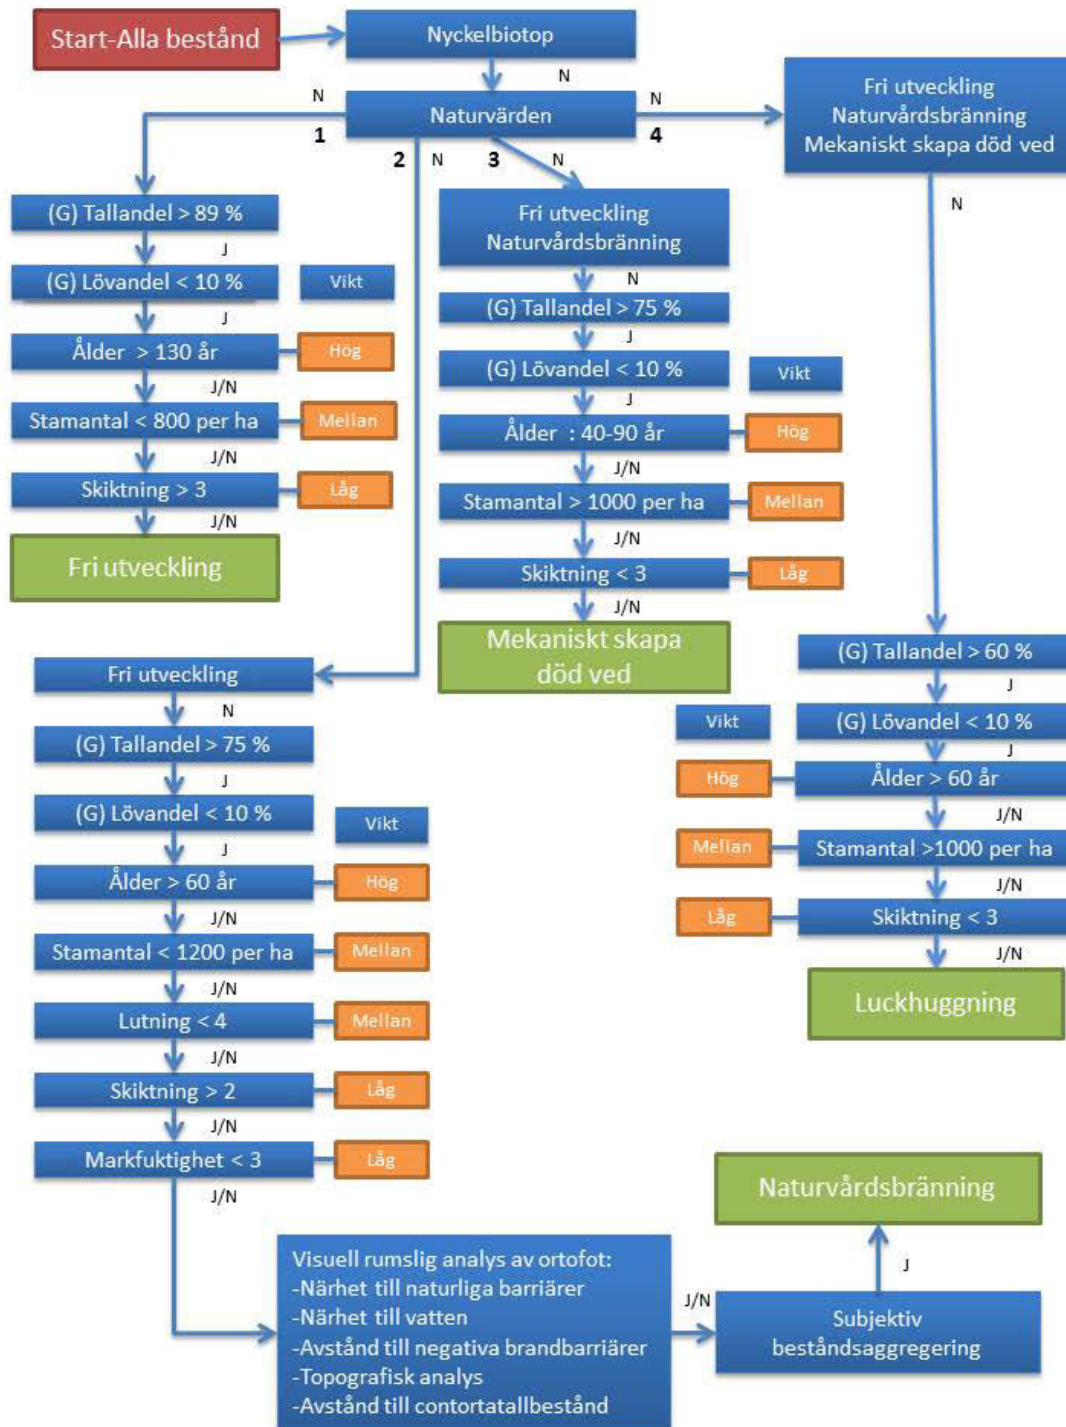 Start-Alla bestånd
Nyckelbiotop
N
Naturvärden
N
1
2
N
3
N
N
4
Fri utveckling
Naturvårdsbränning
Mekaniskt skapa död ved
N
(G) Tallandel > 89 %
J
(G) Lövandel < 10 %
Vikt
J
Ålder > 130 år
Hög
J/N
Stamantal < 800 per ha
Mellan
J/N
Skiktning > 3
Låg
J/N
Fri utveckling
Fri utveckling
Naturvårdsbränning
N
(G) Tallandel > 75 %
J
(G) Lövandel < 10 %
Vikt
J
Ålder : 40-90 år
Hög
J/N
Stamantal > 1000 per ha
Mellan
J/N
Skiktning < 3
Låg
J/N
Mekaniskt skapa
död ved
(G) Tallandel > 60 %
J
Vikt
(G) Lövandel < 10 %
J
Hög
Ålder > 60 år
J/N
Mellan
Stamantal >1000 per ha
J/N
Låg
Skiktning < 3
J/N
Luckhuggning
Fri utveckling
N
(G) Tallandel > 75 %
J
(G) Lövandel < 10 %
Vikt
J
Ålder > 60 år
Hög
J/N
Stamantal < 1200 per ha
Mellan
J/N
Lutning < 4
Mellan
J/N
Skiktning > 2
Låg
J/N
Markfuktighet < 3
Låg
J/N
Visuell rumslig analys av ortofot:
-Närhet till naturliga barriärer
-Närhet till vatten
-Avstånd till negativa brandbarriärer
-Topografisk analys
-Avstånd till contortatallbestånd
J/N
Subjektiv
beståndsaggregering
J
Naturvårdsbränning